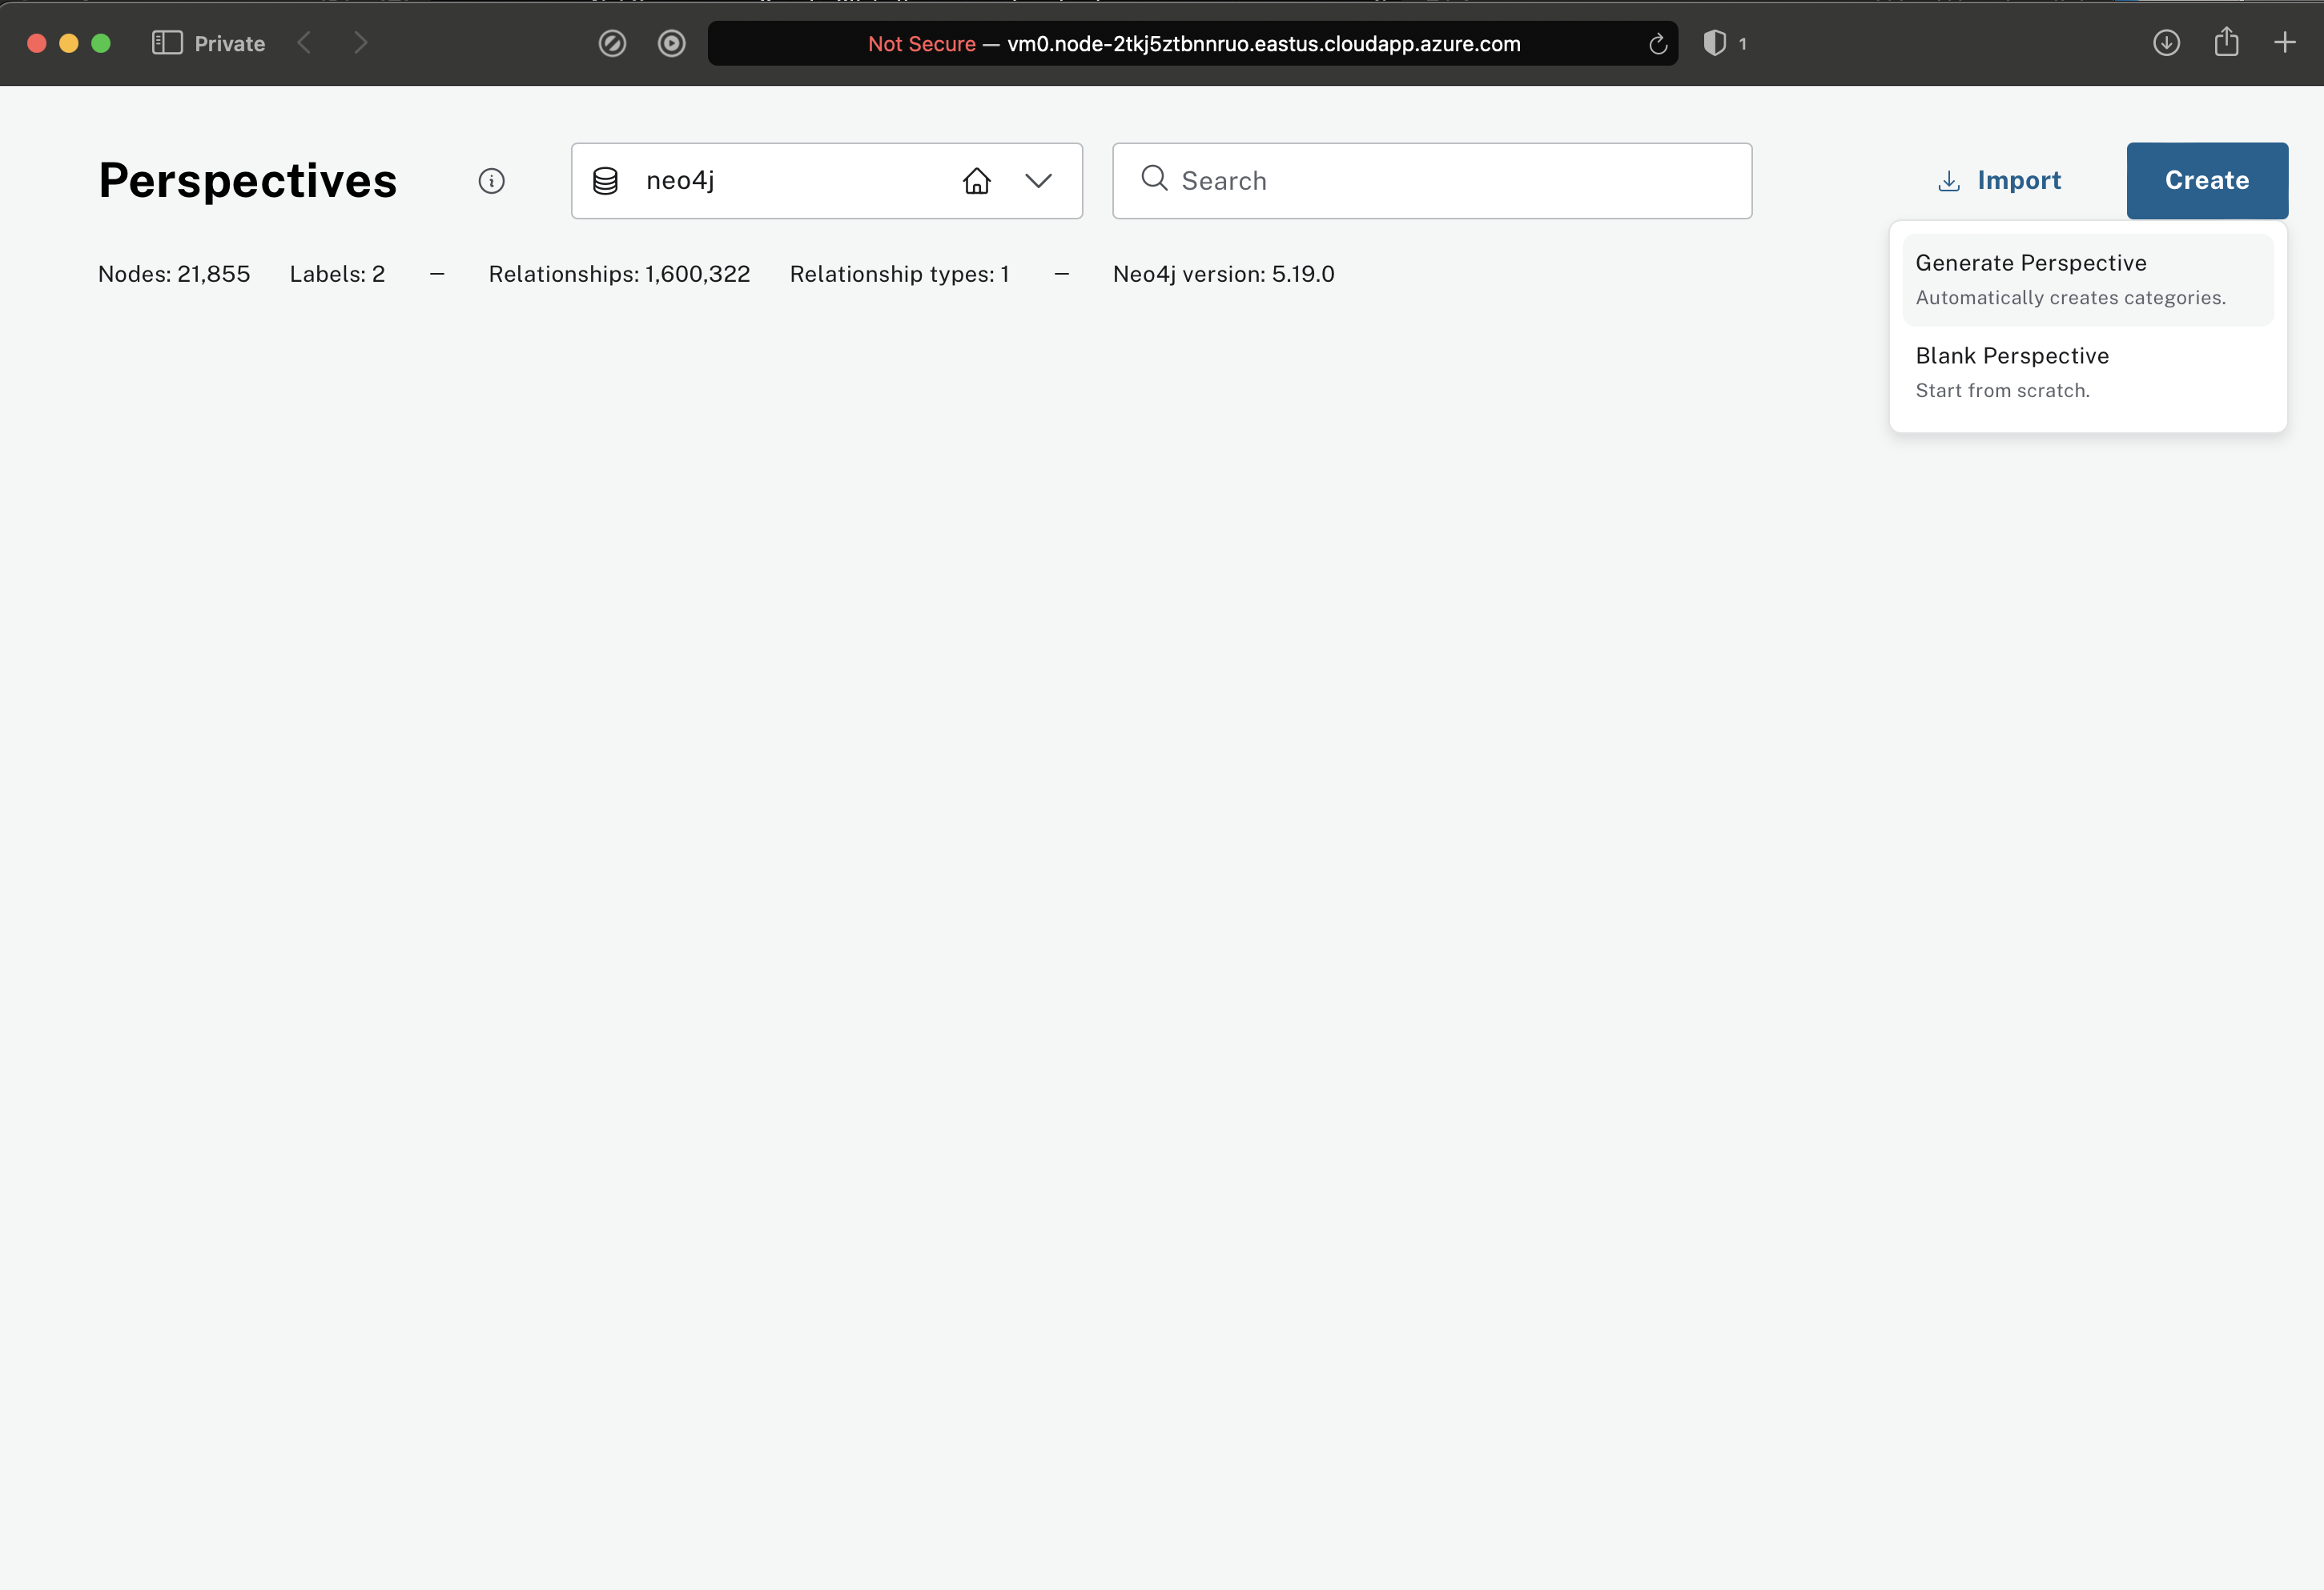 Private
Not Secure — vm0.node-2tkj5ztbnnruo.eastus.cloudapp.azure.com
1
Perspectives
neo4j
Search
Import
Create
Nodes: 21,855 Labels: 2 – Relationships: 1,600,322 Relationship types: 1 – Neo4j version: 5.19.0
Generate Perspective
Automatically creates categories.
Blank Perspective
Start from scratch.